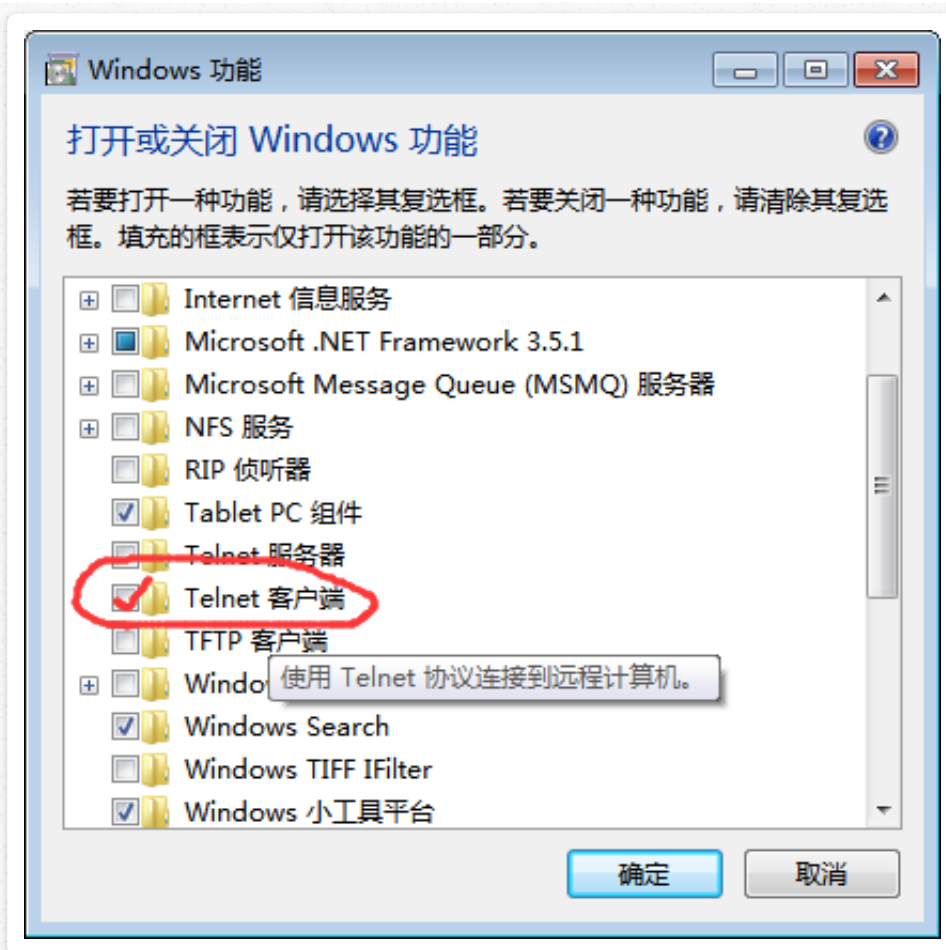 Windows 功能
打开或关闭 Windows 功能
若要打开一种功能，请选择其复选框。若要关闭一种功能，请清除其复选
框。填充的框表示仅打开该功能的一部分。
Internet 信息服务
Microsoft .NET Framework 3.5.1
Microsoft Message Queue (MSMQ) 服务器
NFS 服务
RIP 侦听器
Tablet PC 组件
Telnet 服务器
Telnet 客户端
TFTP 客户端
使用 Telnet 协议连接到远程计算机。
Windows Search
Windows TIFF IFilter
Windows 小工具平台
确定
取消